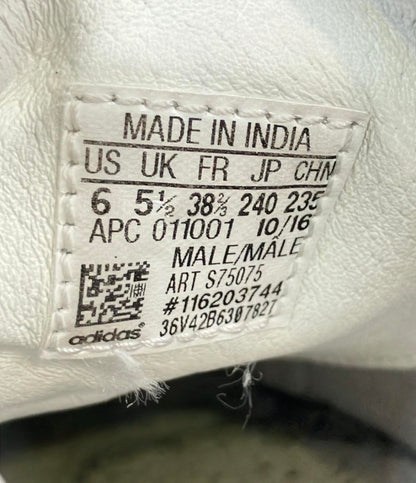 MADE IN INDIA
US UK FR JP CHN
6 5½ 38⅔ 240 235
APC 011001 10/16
MALE/MÂLE
ART S75075
#116203744
adidas® 36V42B6307827